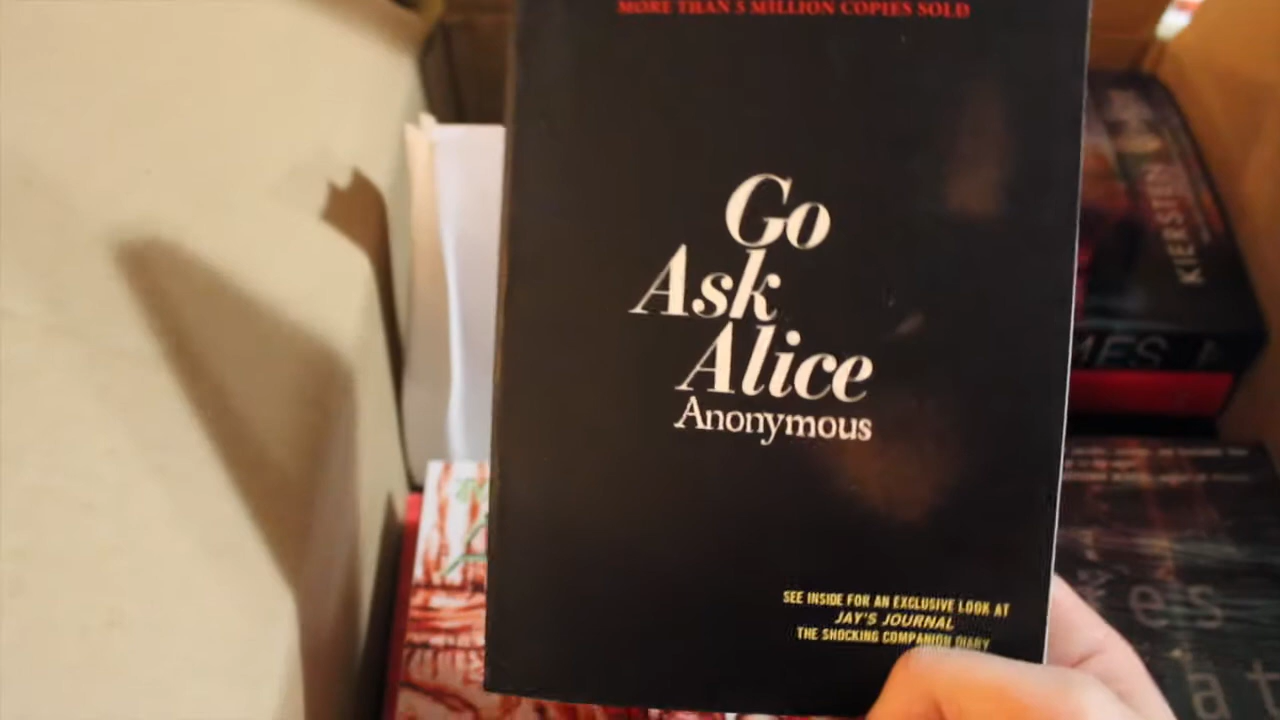 MORE THAN 5 MILLION COPIES SOLD
Go
Ask
Alice
Anonymous
SEE INSIDE FOR AN EXCLUSIVE LOOK AT
JAY'S JOURNAL
THE SHOCKING COMPANION DIARY
KIERSTEN